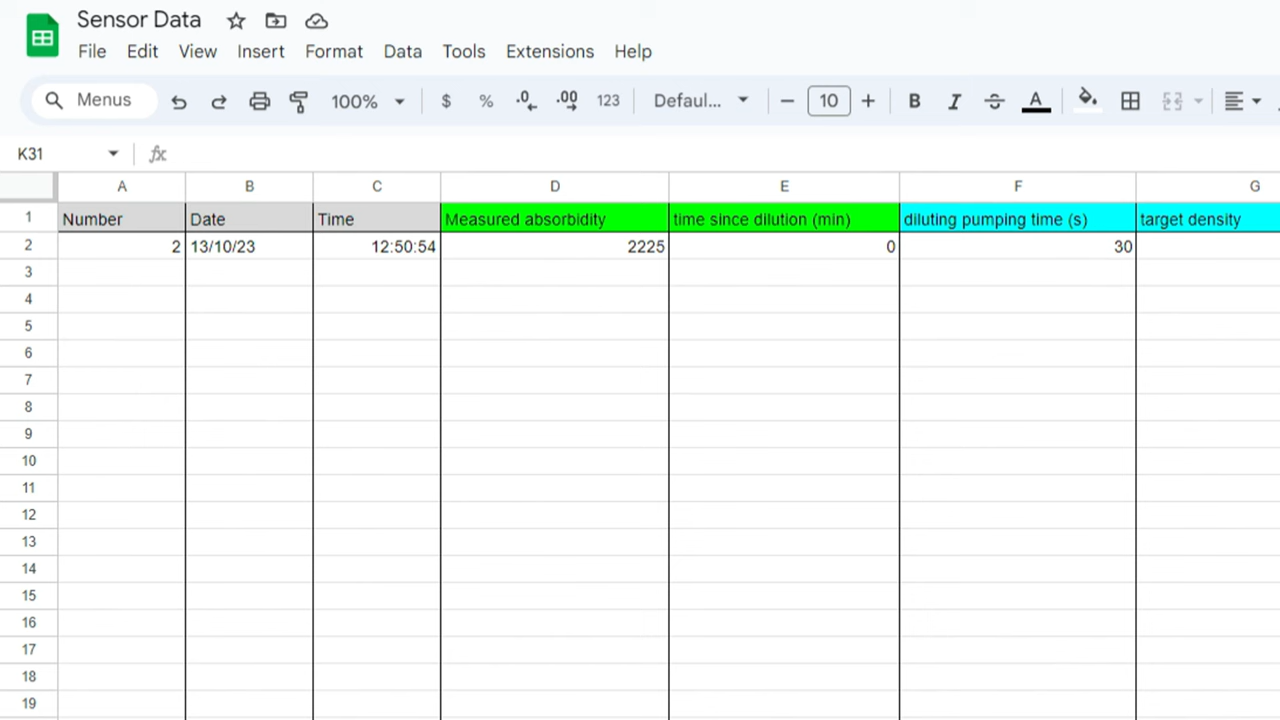 Sensor Data
File Edit View Insert Format Data Tools Extensions Help
Menus 100% $ % .0 .00 123 Defaul... − 10 + B I S A
K31 fx
A B C D E F G
1 Number Date Time Measured absorbidity time since dilution (min) diluting pumping time (s) target density
2 2 13/10/23 12:50:54 2225 0 30
3
4
5
6
7
8
9
10
11
12
13
14
15
16
17
18
19